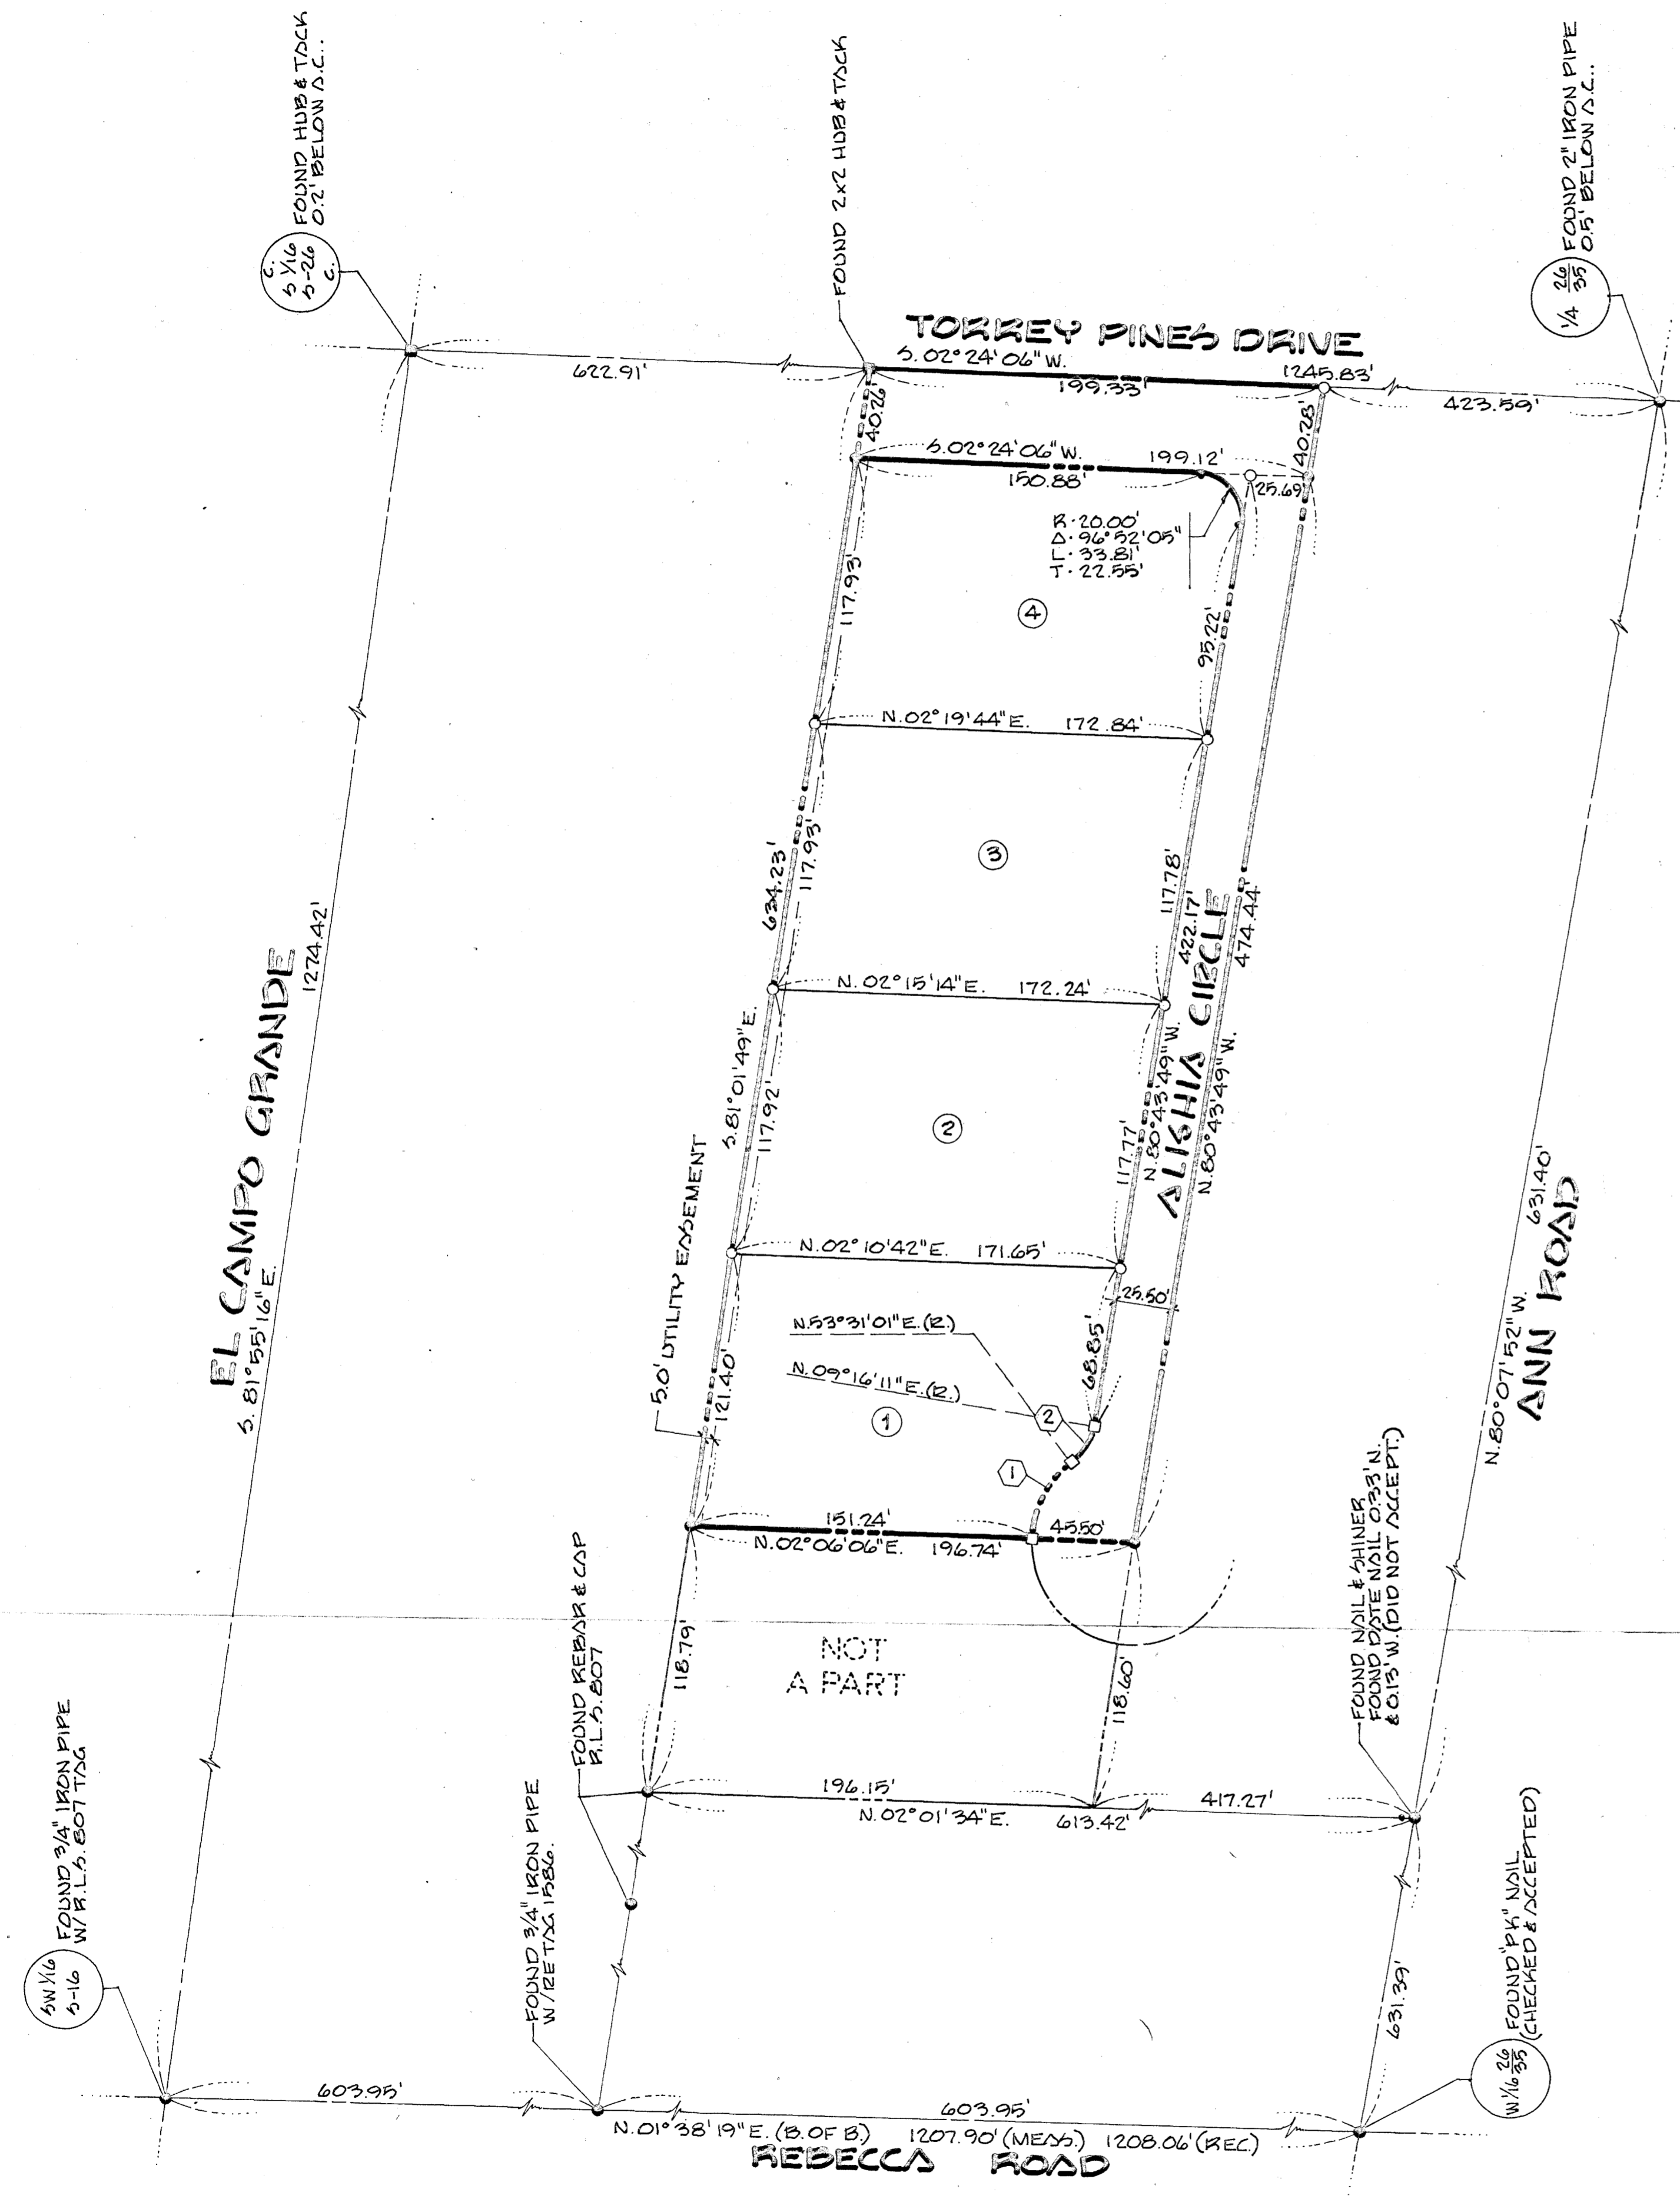 FOUND HUB & TACK
0.2' BELOW A.C..
C.
S 1/16
S-26
C.
FOUND 2x2 HUB & TACK
FOUND 2" IRON PIPE
0.5' BELOW A.C..
1/4 26/35
TORREY PINES DRIVE
S. 02° 24' 06" W.
622.91'
199.33'
1245.83'
423.59'
40.26'
40.28'
S. 02° 24' 06" W.
199.12'
150.88'
25.69'
R · 20.00'
Δ · 96° 52' 05"
L · 33.81'
T · 22.55'
117.93'
4
95.22'
N. 02° 19' 44" E. 172.84'
634.23'
117.93'
3
117.78'
422.17'
474.44'
EL CAMPO GRANDE
1274.42'
S. 81° 55' 16" E.
N. 02° 15' 14" E. 172.24'
S. 81° 01' 49" E.
117.92'
2
117.77'
N. 80° 43' 49" W.
ALIGHIA CIRCLE
N. 80° 43' 49" W.
5.0' UTILITY EASEMENT
N. 02° 10' 42" E. 171.65'
25.50'
N. 53° 31' 01" E. (R.)
N. 09° 16' 11" E. (R.)
121.40'
68.85'
1
2
1
631.40'
N. 80° 07' 52" W.
ANN ROAD
151.24'
45.50'
N. 02° 06' 06" E. 196.74'
FOUND REBAR & CAP
R.L.S. 807
118.79'
NOT
A PART
118.60'
FOUND NAIL & SHINER
FOUND DATE NAIL 0.33' N.
& 0.13' W. (DID NOT ACCEPT.)
196.15'
417.27'
N. 02° 01' 34" E. 613.42'
FOUND 3/4" IRON PIPE
W/ R.L.S. 807 TAG
SW 1/16
S-16
FOUND 3/4" IRON PIPE
W/ RE TAG 1586.
631.39'
FOUND "PK" NAIL
(CHECKED & ACCEPTED)
W 1/16 26/35
603.95'
603.95'
N. 01° 38' 19" E. (B. OF B.) 1207.90' (MEAS.) 1208.06' (REC.)
REBECCA ROAD